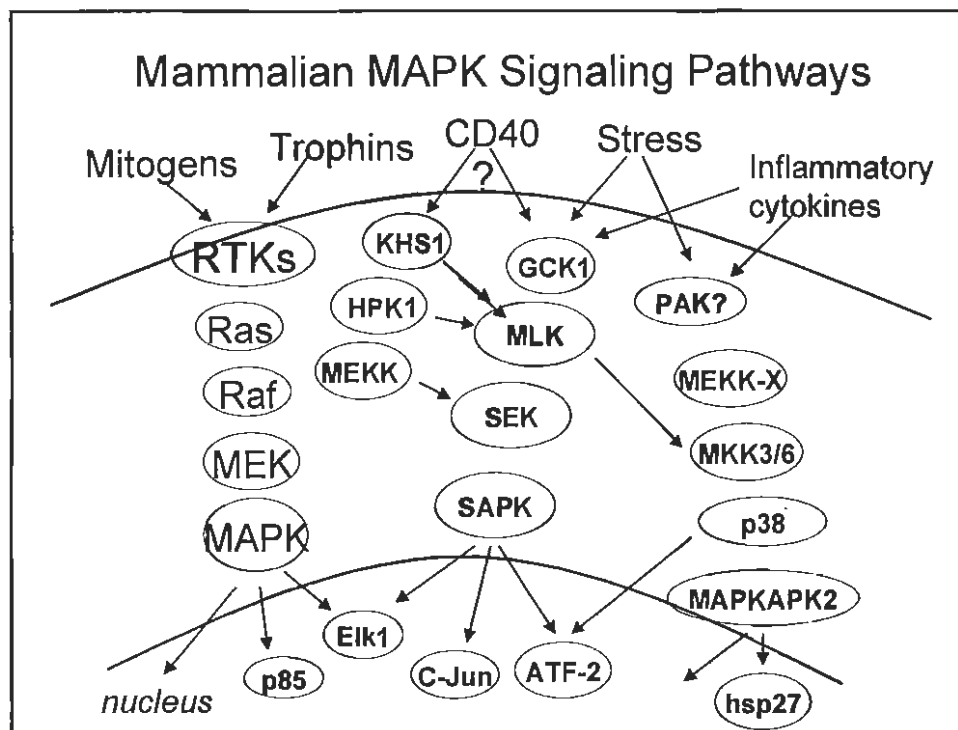 Mammalian MAPK Signaling Pathways
Mitogens
Trophins
CD40
?
Stress
Inflammatory
cytokines
RTKs
KHS1
GCK1
PAK?
HPK1
MLK
Ras
MEKK
MEKK-X
Raf
SEK
MKK3/6
MEK
SAPK
p38
MAPK
MAPKAPK2
Elk1
p85
C-Jun
ATF-2
nucleus
hsp27